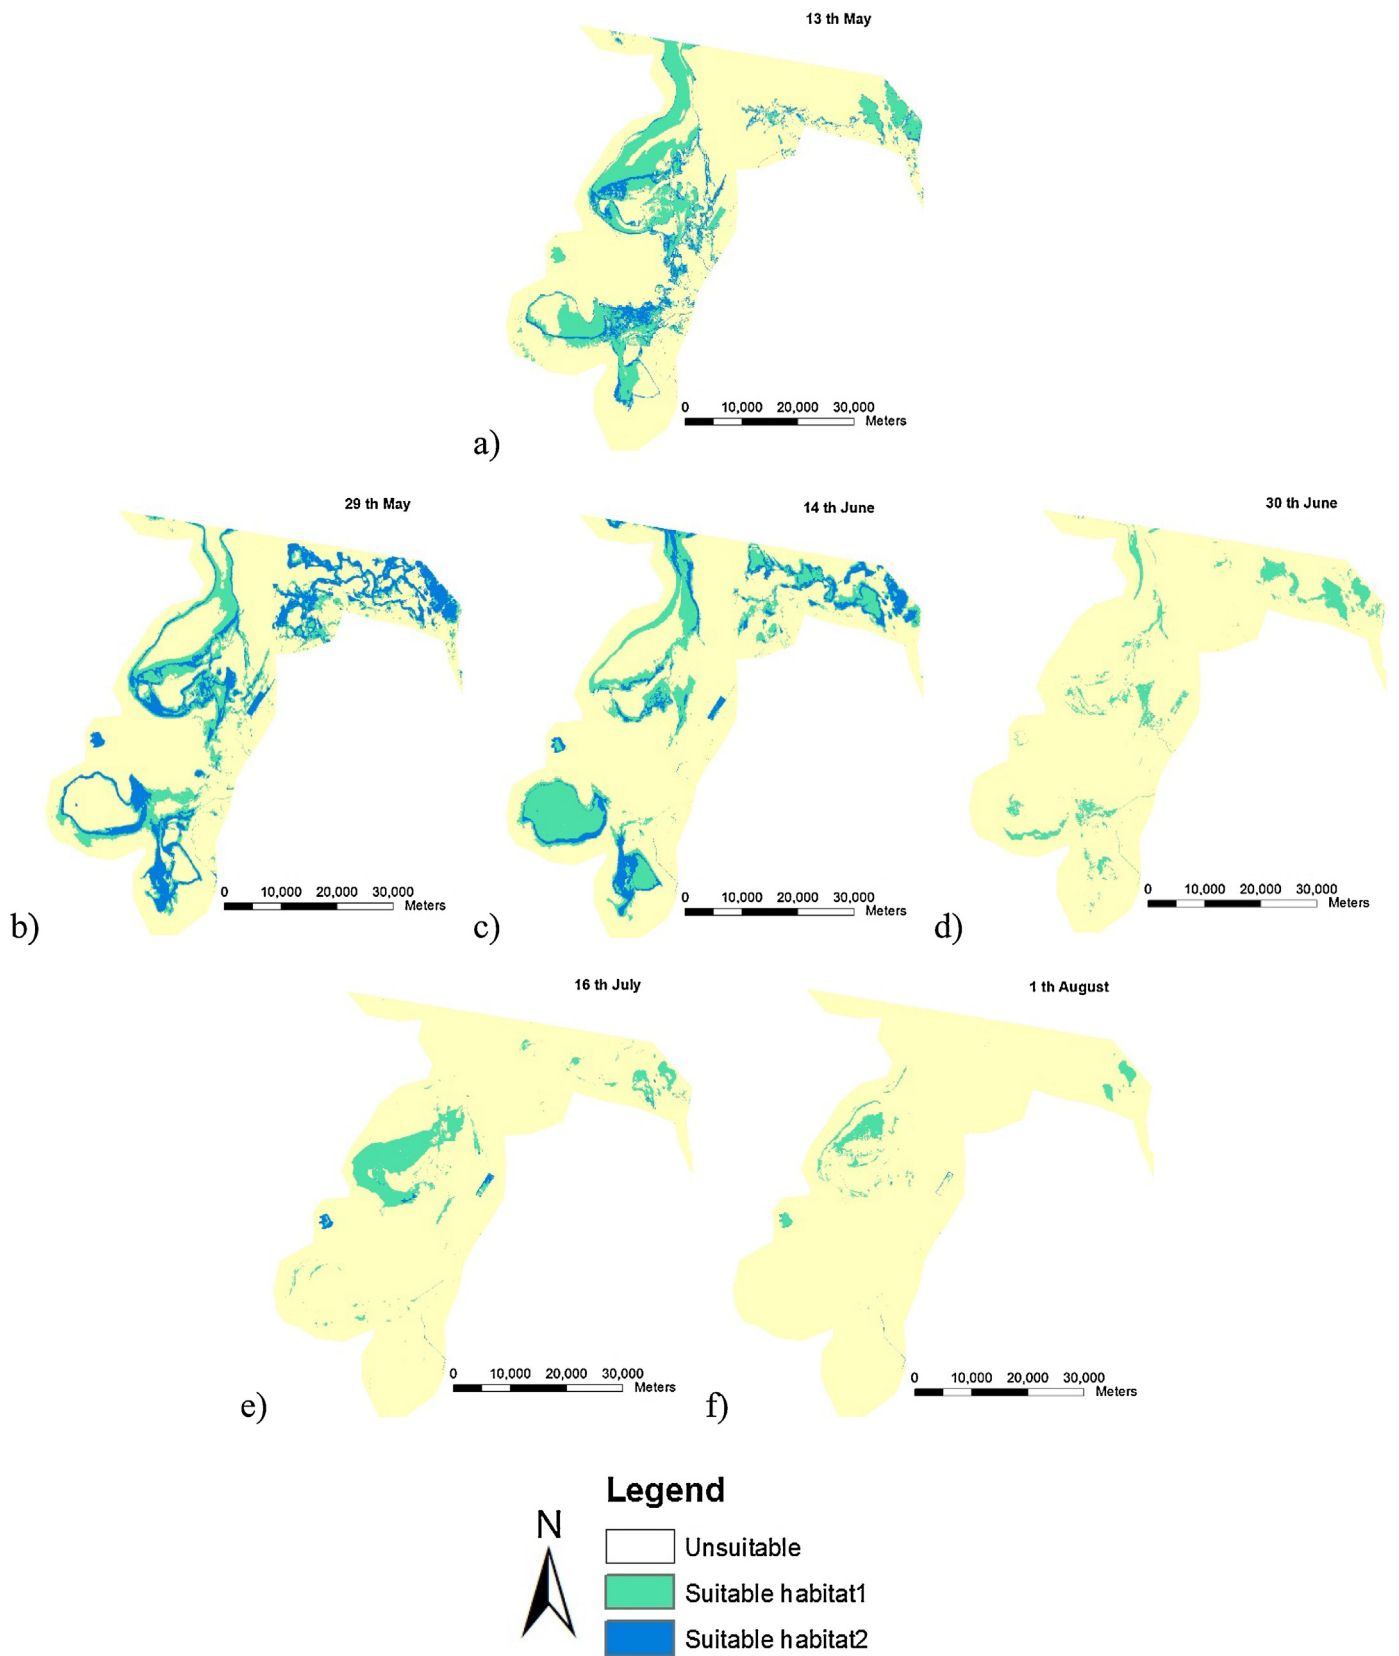 13 th May
0 10,000 20,000 30,000
Meters
a)
29 th May
0 10,000 20,000 30,000
Meters
b)
14 th June
0 10,000 20,000 30,000
Meters
c)
30 th June
0 10,000 20,000 30,000
Meters
d)
16 th July
0 10,000 20,000 30,000
Meters
e)
1 th August
0 10,000 20,000 30,000
Meters
f)
N
Legend
Unsuitable
Suitable habitat1
Suitable habitat2